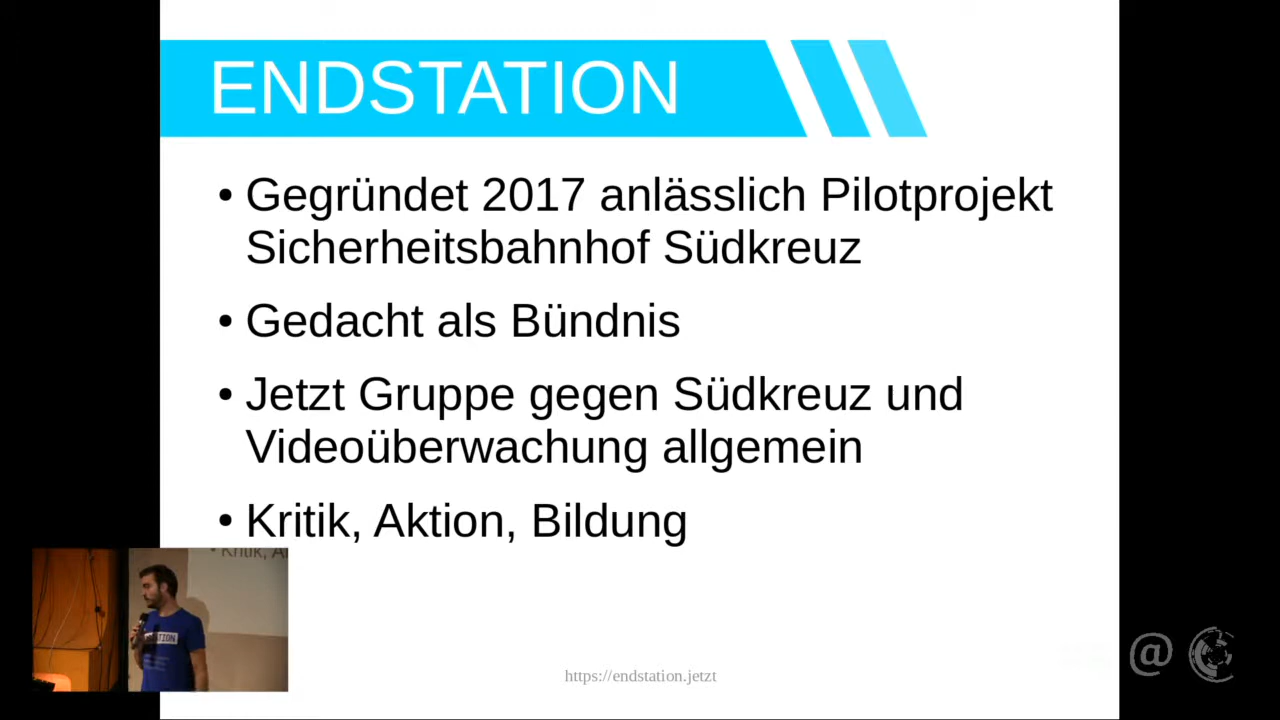 ENDSTATION
• Gegründet 2017 anlässlich Pilotprojekt
Sicherheitsbahnhof Südkreuz
• Gedacht als Bündnis
• Jetzt Gruppe gegen Südkreuz und
Videoüberwachung allgemein
• Kritik, Aktion, Bildung
• Kritik,
https://endstation.jetzt
@